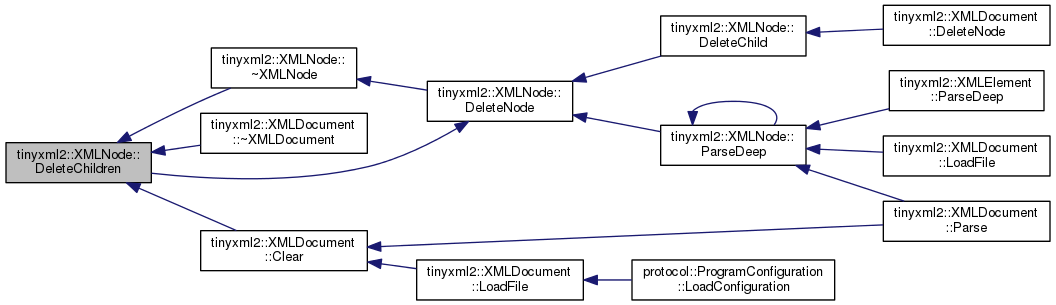 tinyxml2::XMLNode::
DeleteChildren
tinyxml2::XMLNode::
~XMLNode
tinyxml2::XMLDocument
::~XMLDocument
tinyxml2::XMLDocument
::Clear
tinyxml2::XMLNode::
DeleteNode
tinyxml2::XMLDocument
::LoadFile
tinyxml2::XMLNode::
DeleteChild
tinyxml2::XMLNode::
ParseDeep
protocol::ProgramConfiguration
::LoadConfiguration
tinyxml2::XMLDocument
::DeleteNode
tinyxml2::XMLElement
::ParseDeep
tinyxml2::XMLDocument
::LoadFile
tinyxml2::XMLDocument
::Parse